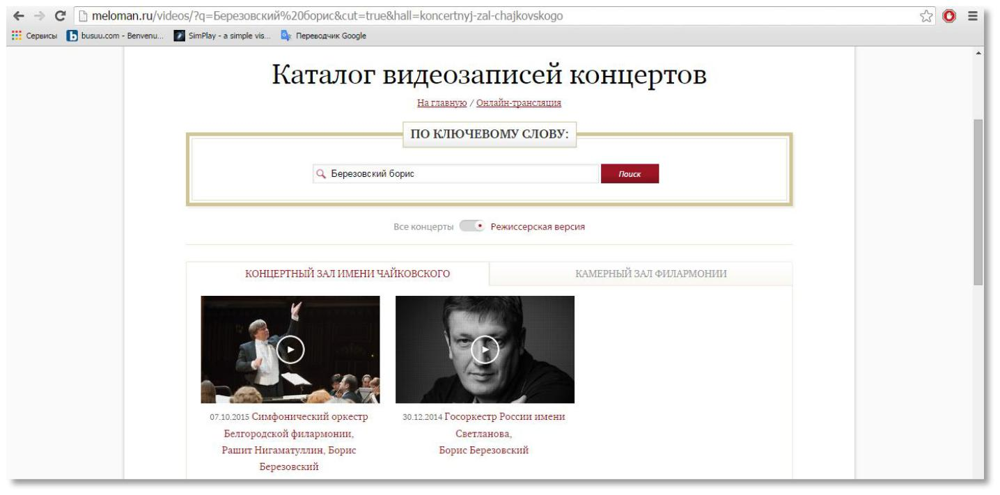 meloman.ru/videos/?q=Березовский%20борис&cut=true&hall=koncertnyj-zal-chajkovskogo
Сервисы busuu.com - Benvenu... SimPlay - a simple vis... Переводчик Google
Каталог видеозаписей концертов
На главную / Онлайн-трансляция
ПО КЛЮЧЕВОМУ СЛОВУ:
Березовский борис Поиск
Все концерты Режиссерская версия
КОНЦЕРТНЫЙ ЗАЛ ИМЕНИ ЧАЙКОВСКОГО КАМЕРНЫЙ ЗАЛ ФИЛАРМОНИИ
07.10.2015 Симфонический оркестр
Белгородской филармонии,
Рашит Нигаматуллин, Борис
Березовский
30.12.2014 Госоркестр России имени
Светланова,
Борис Березовский